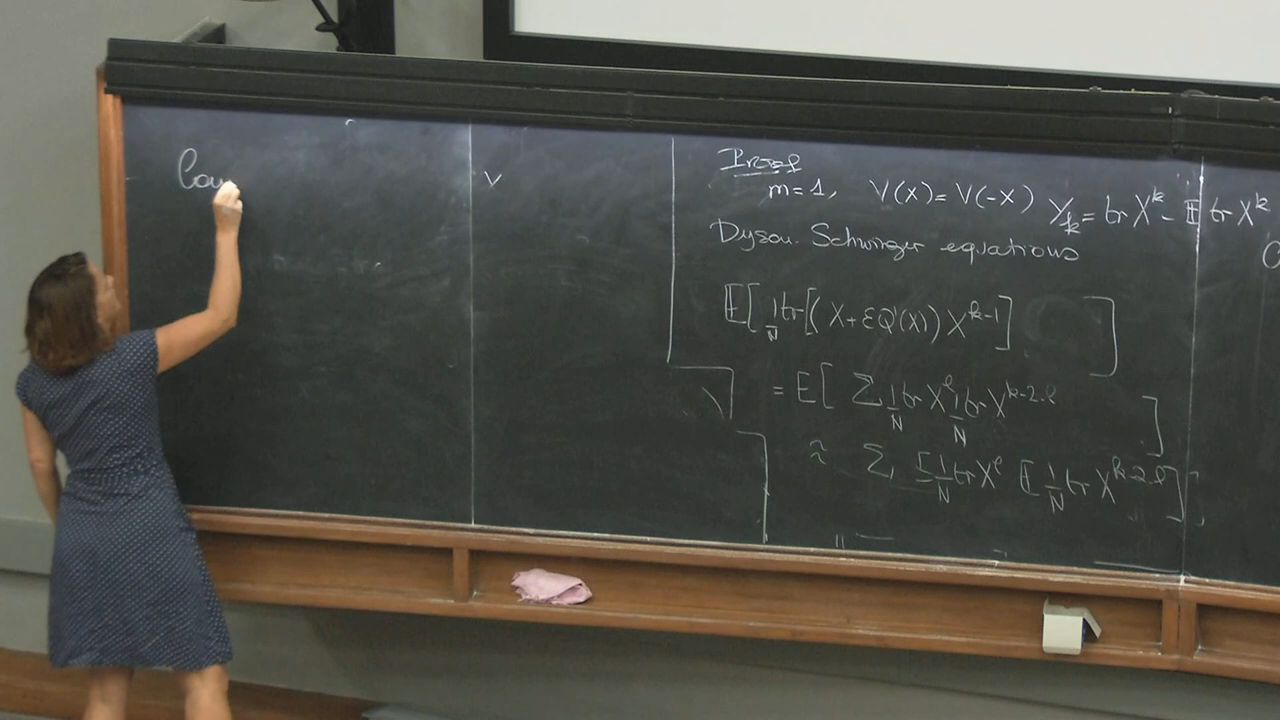 Cou
v
Proof
m=1, V(X)=V(-X) Y_k = tr X^k - 𝔼 tr X^k
Dyson. Schwinger equations
𝔼[ 1/N tr[(X+εQ'(X)) X^{k-1}] ]
= 𝔼[ Σ 1/N tr X^ℓ 1/N tr X^{k-2-ℓ} ]
≈ Σ 𝔼[1/N tr X^ℓ 𝔼[1/N tr X^{k-2-ℓ}]